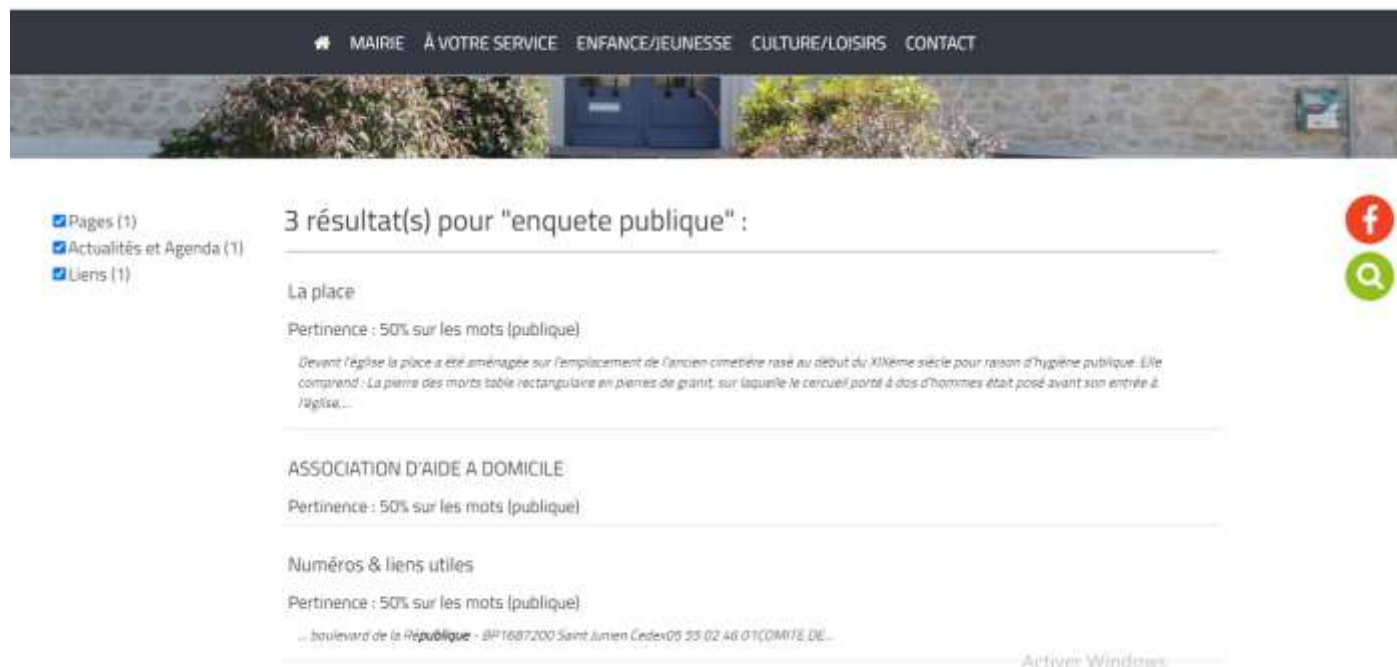 MAIRIE À VOTRE SERVICE ENFANCE/JEUNESSE CULTURE/LOISIRS CONTACT
Pages (1)
Actualités et Agenda (1)
Liens (1)
3 résultat(s) pour "enquete publique" :
La place
Pertinence : 50% sur les mots (publique)
Devant l'église la place a été aménagée sur l'emplacement de l'ancien cimetière rasé au début du XIXème siècle pour raison d'hygiène publique. Elle
comprend : La pierre des morts table rectangulaire en pierres de granit, sur laquelle le cercueil porté à dos d'hommes était posé avant son entrée à
l'église,...
ASSOCIATION D'AIDE A DOMICILE
Pertinence : 50% sur les mots (publique)
Numéros & liens utiles
Pertinence : 50% sur les mots (publique)
... boulevard de la République - BP1687200 Saint Junien Cedex05 55 02 46 01COMITE DE...
Activer Windows